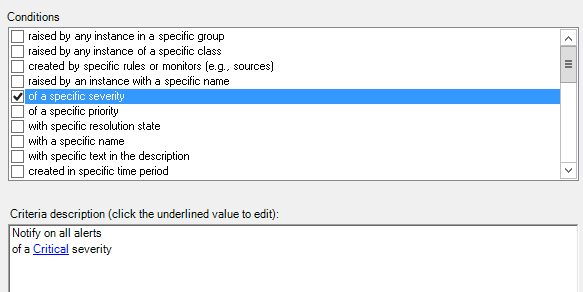 Conditions
raised by any instance in a specific group
raised by any instance of a specific class
created by specific rules or monitors (e.g., sources)
raised by an instance with a specific name
of a specific severity
of a specific priority
with specific resolution state
with a specific name
with specific text in the description
created in specific time period
Criteria description (click the underlined value to edit):
Notify on all alerts
of a Critical severity